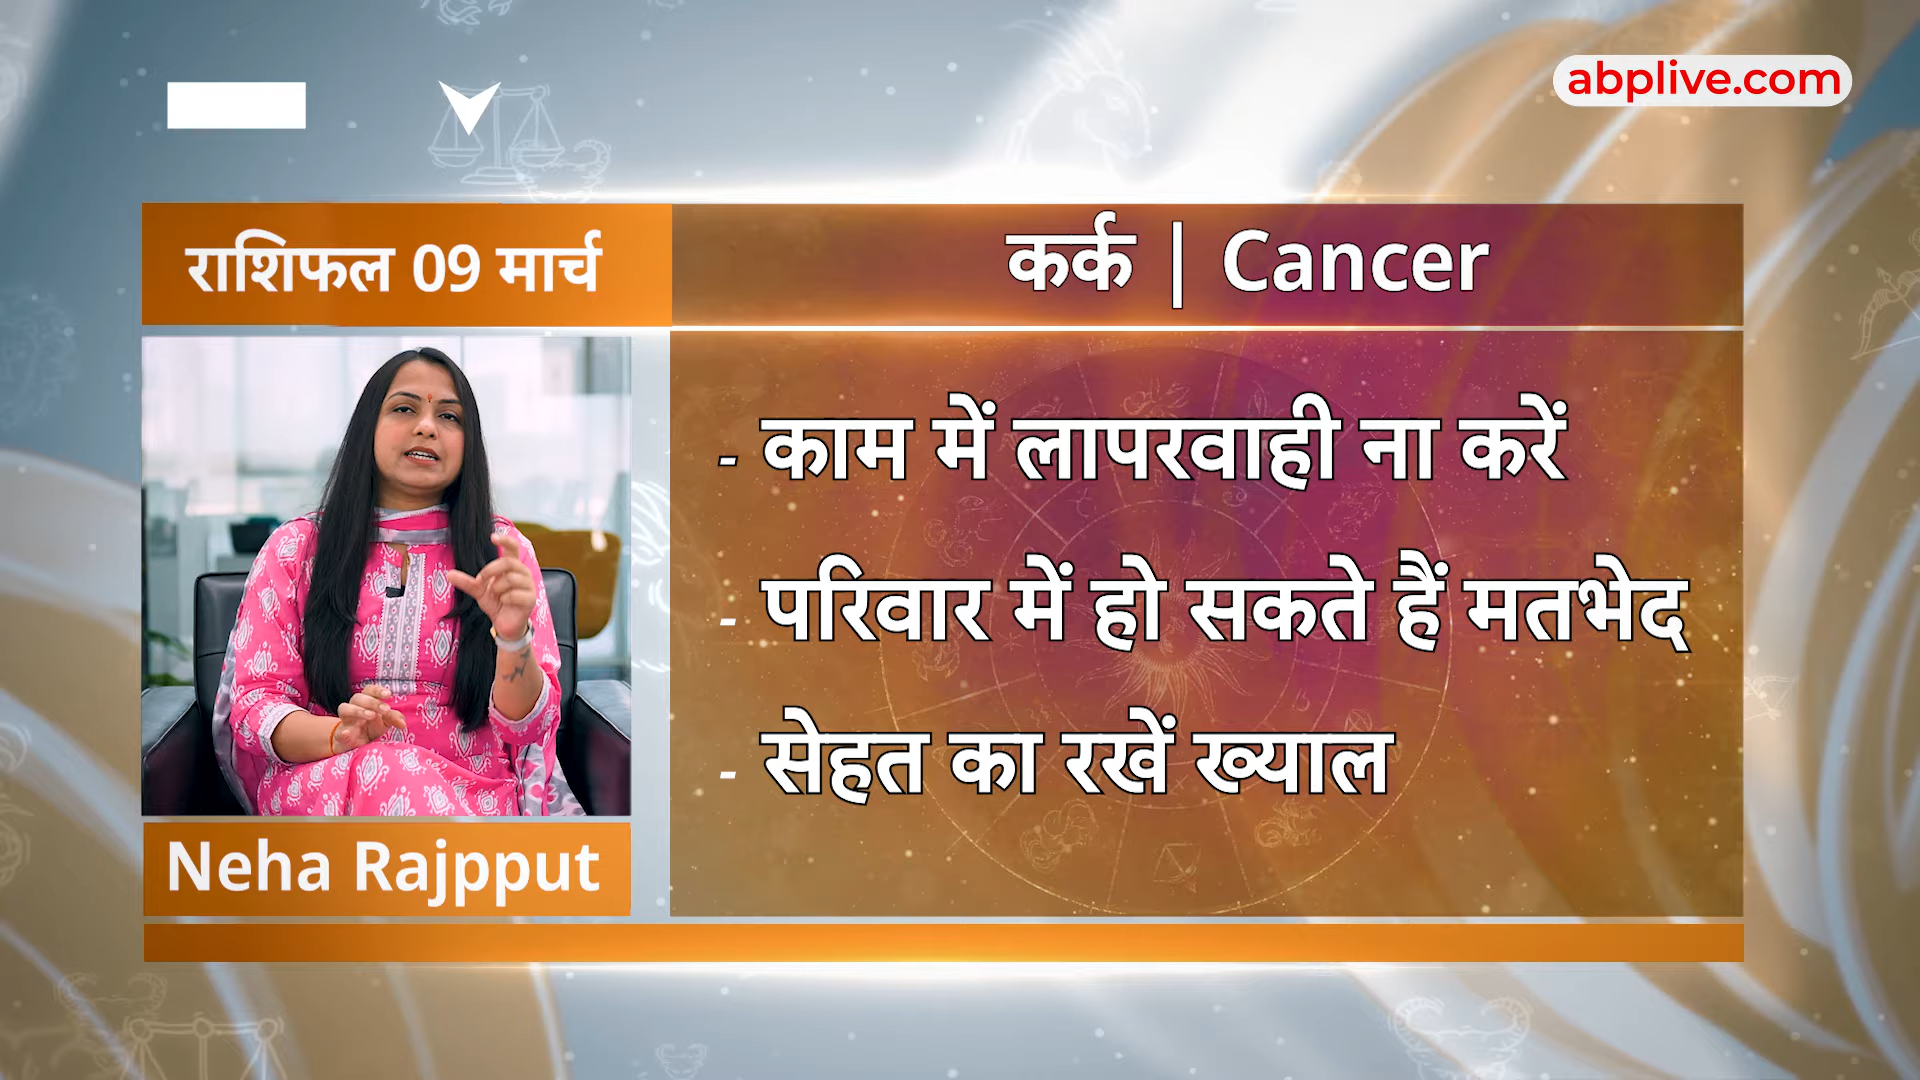 abplive.com
राशिफल 09 मार्च
कर्क | Cancer
- काम में लापरवाही ना करें
- परिवार में हो सकते हैं मतभेद
- सेहत का रखें ख्याल
Neha Rajpput